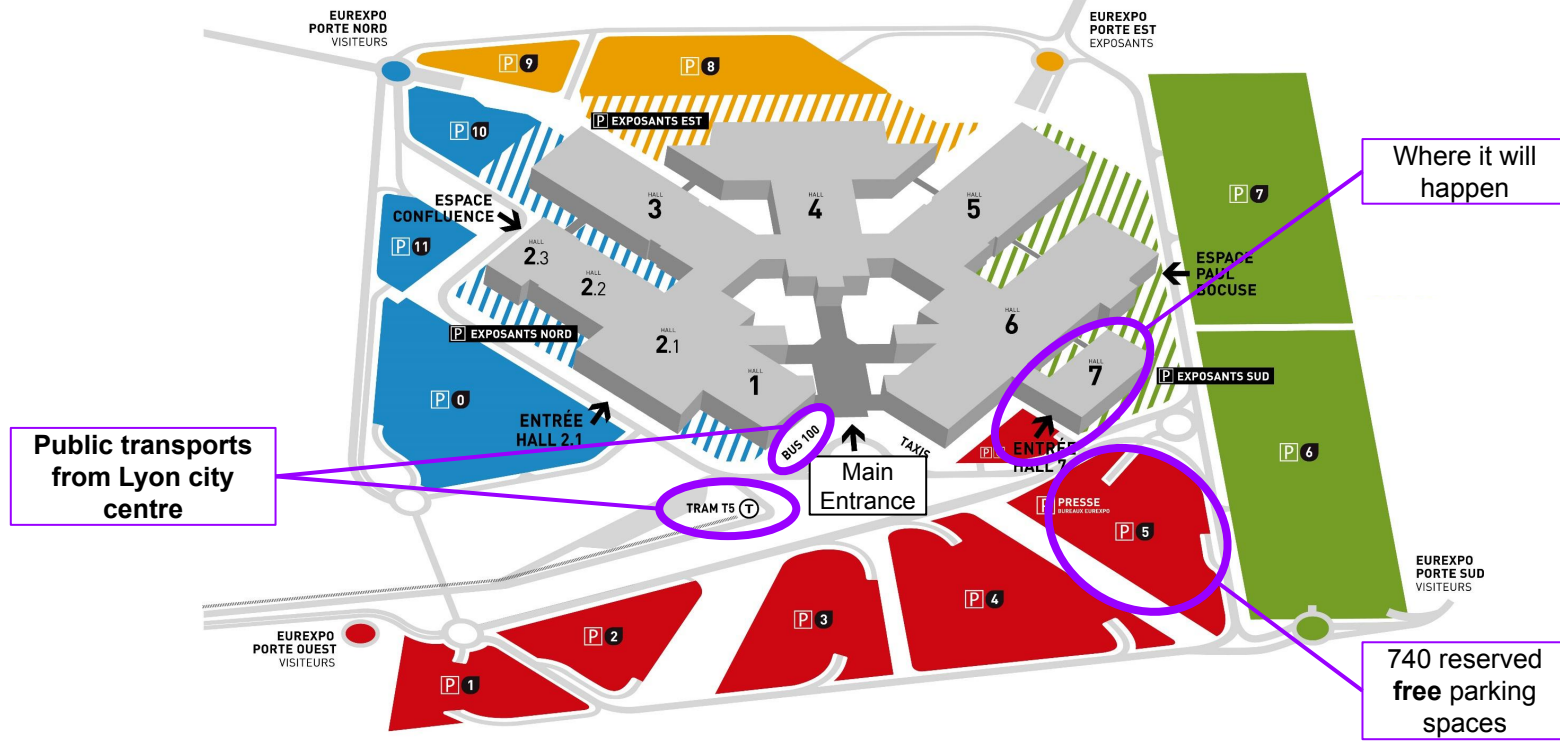 EUREXPO
PORTE NORD
VISITEURS
EUREXPO
PORTE EST
EXPOSANTS
P 9
P 8
P 10
P EXPOSANTS EST
Where it will
happen
HALL
3
HALL
4
HALL
5
P 7
ESPACE
CONFLUENCE
P 11
HALL
2.3
HALL
2.2
ESPACE
PAUL
BOCUSE
HALL
6
P EXPOSANTS NORD
HALL
2.1
HALL
1
HALL
7
P EXPOSANTS SUD
P 0
ENTRÉE
HALL 2.1
BUS 100
TAXIS
ENTRÉE
HALL 7
P
P 6
Public transports
from Lyon city
centre
Main
Entrance
TRAM T5 T
P PRESSE
BUREAUX EUREXPO
P 5
EUREXPO
PORTE SUD
VISITEURS
P 4
P 3
P 2
EUREXPO
PORTE OUEST
VISITEURS
P 1
740 reserved
free parking
spaces